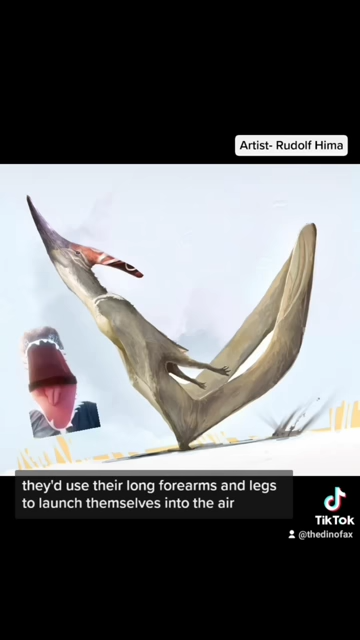 Artist- Rudolf Hima
they'd use their long forearms and legs
to launch themselves into the air
TikTok
@thedinofax